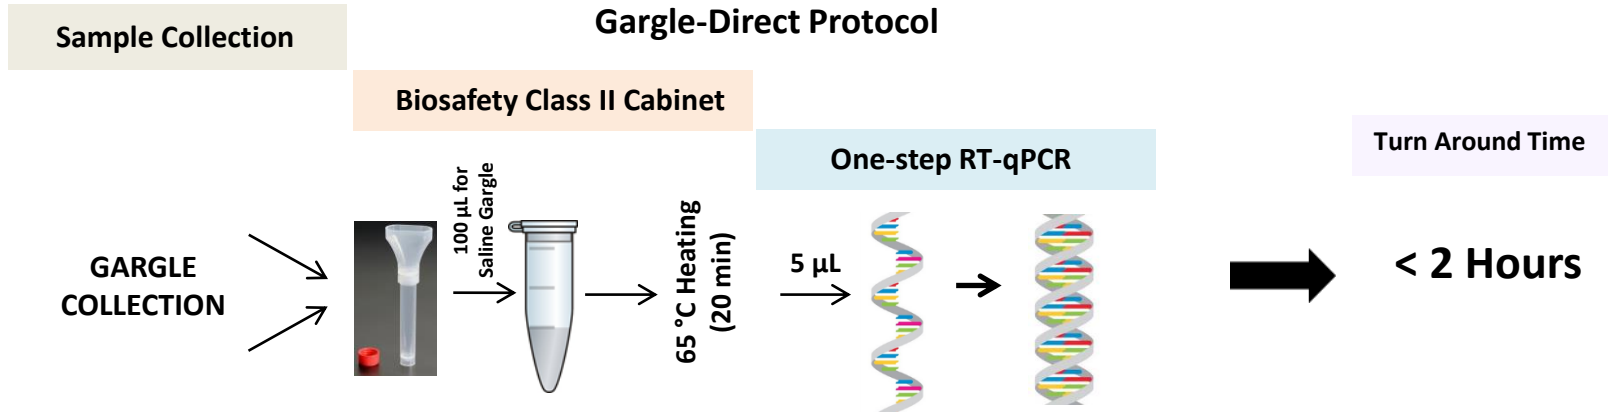 Gargle-Direct Protocol
Sample Collection
Biosafety Class II Cabinet
One-step RT-qPCR
Turn Around Time
GARGLE
COLLECTION
100 µL for
Saline Gargle
65 °C Heating
(20 min)
5 µL
< 2 Hours